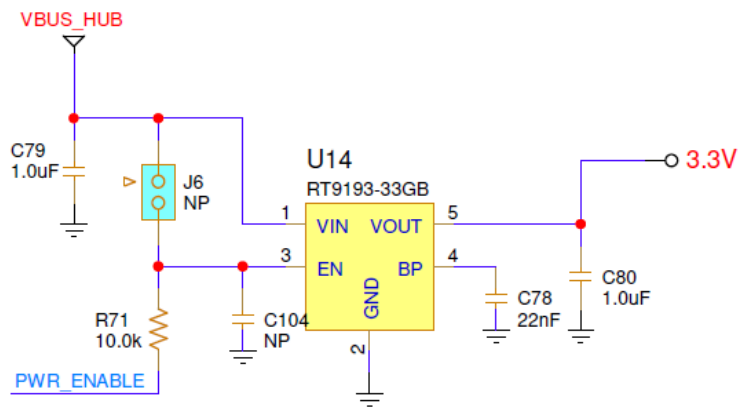 VBUS_HUB
C79
1.0uF
J6
NP
U14
RT9193-33GB
3.3V
1
VIN
VOUT
5
3
EN
BP
4
GND
2
C104
NP
C78
22nF
C80
1.0uF
R71
10.0k
PWR_ENABLE